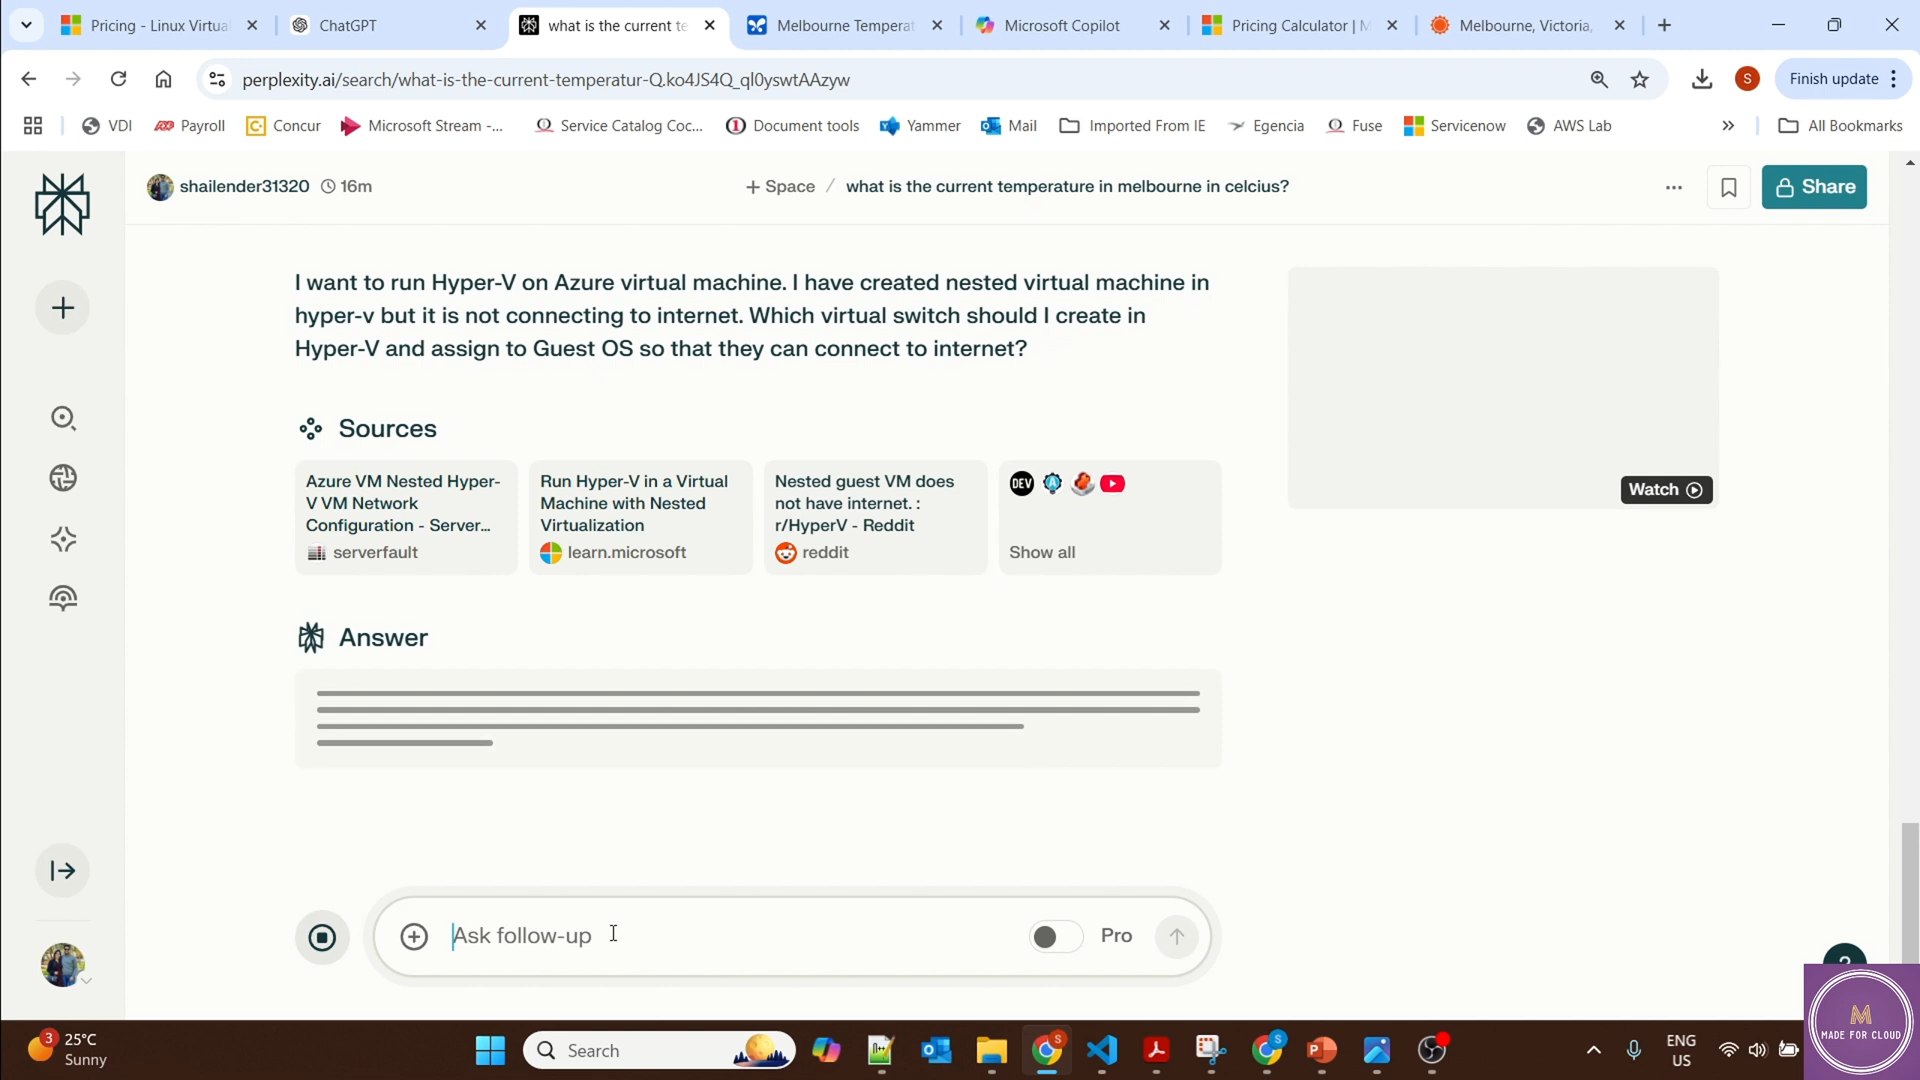 Pricing - Linux Virtual
ChatGPT
what is the current te
Melbourne Temperat
Microsoft Copilot
Pricing Calculator | M
Melbourne, Victoria,
perplexity.ai/search/what-is-the-current-temperatur-Q.ko4JS4Q_ql0yswtAAzyw
S
Finish update
VDI
Payroll
Concur
Microsoft Stream -...
Service Catalog Coc...
Document tools
Yammer
Mail
Imported From IE
Egencia
Fuse
Servicenow
AWS Lab
All Bookmarks
shailender31320
16m
+ Space / what is the current temperature in melbourne in celcius?
Share
I want to run Hyper-V on Azure virtual machine. I have created nested virtual machine in
hyper-v but it is not connecting to internet. Which virtual switch should I create in
Hyper-V and assign to Guest OS so that they can connect to internet?
Watch
Sources
Azure VM Nested Hyper-
V VM Network
Configuration - Server...
serverfault
Run Hyper-V in a Virtual
Machine with Nested
Virtualization
learn.microsoft
Nested guest VM does
not have internet. :
r/HyperV - Reddit
reddit
DEV
Show all
Answer
Ask follow-up
Pro
?
M
MADE FOR CLOUD
3
25°C
Sunny
Search
S
S
ENG
US